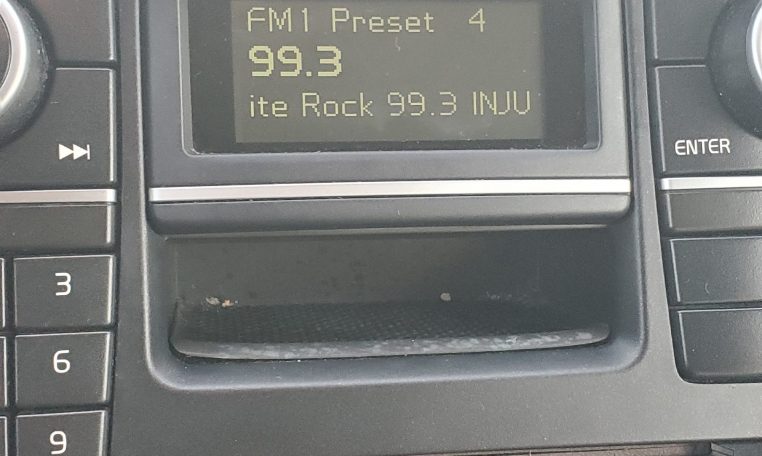 FM1 Preset 4
99.3
ite Rock 99.3 INJU
ENTER
3
6
9